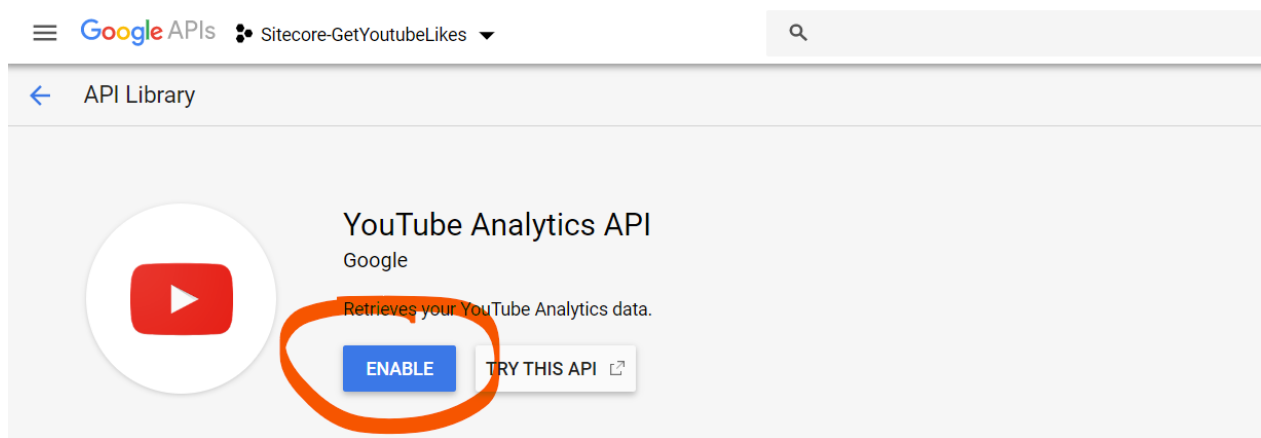 Google APIs Sitecore-GetYoutubeLikes
API Library
YouTube Analytics API
Google
Retrieves your YouTube Analytics data.
ENABLE TRY THIS API